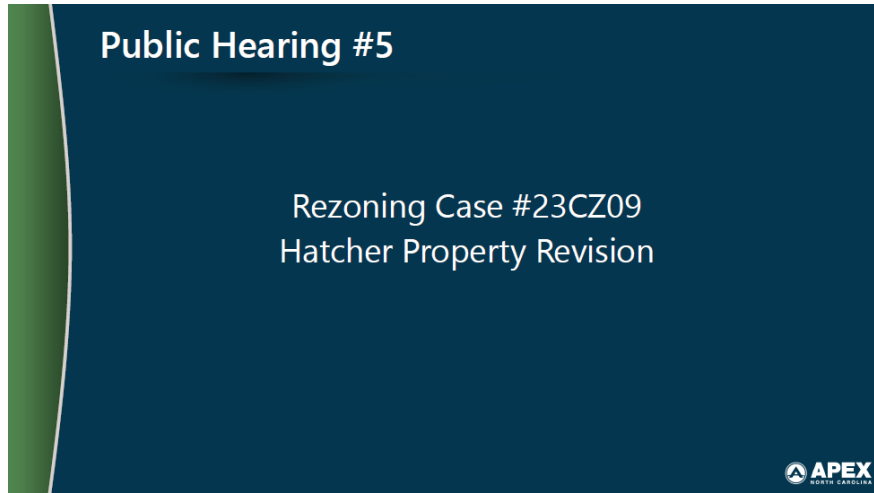 Public Hearing #5
Rezoning Case #23CZ09
Hatcher Property Revision
APEX
NORTH CAROLINA